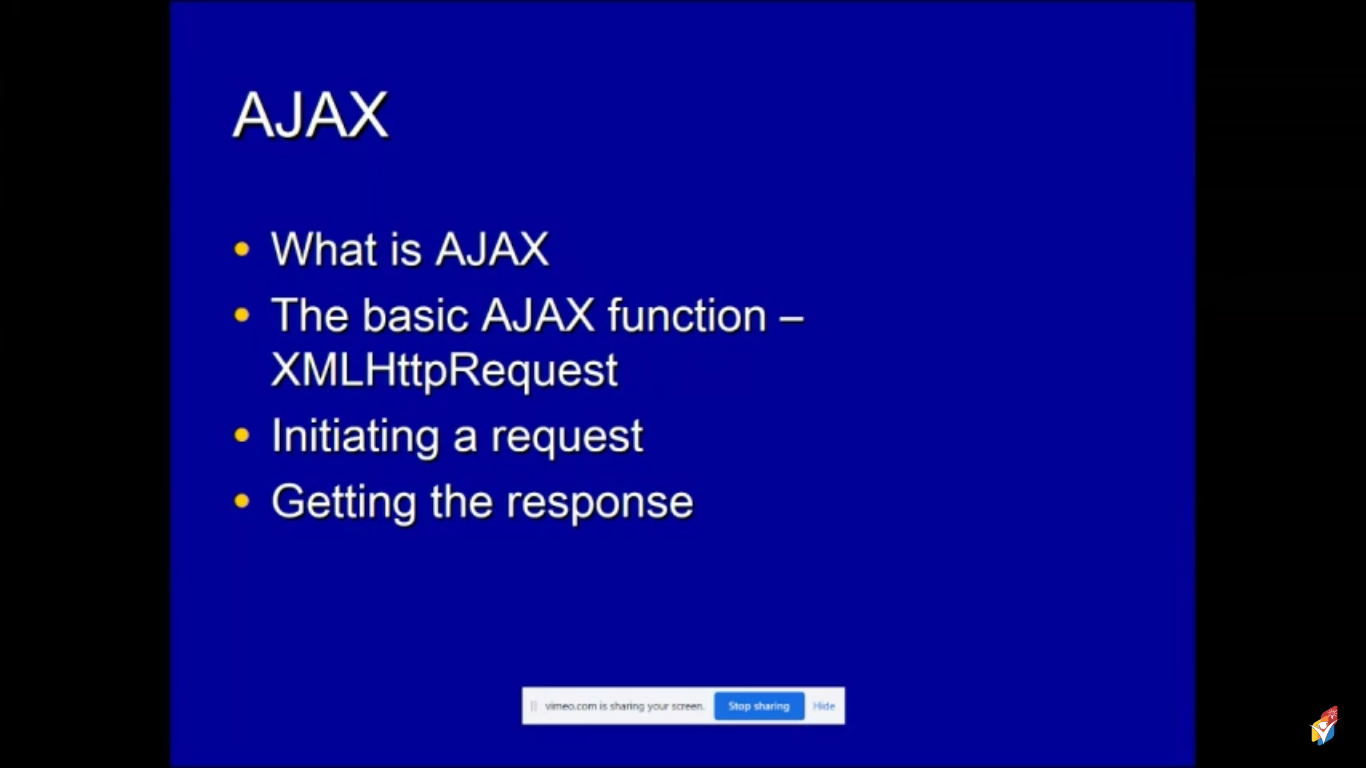 AJAX
• What is AJAX
• The basic AJAX function –
XMLHttpRequest
• Initiating a request
• Getting the response
vimeo.com is sharing your screen. Stop sharing Hide